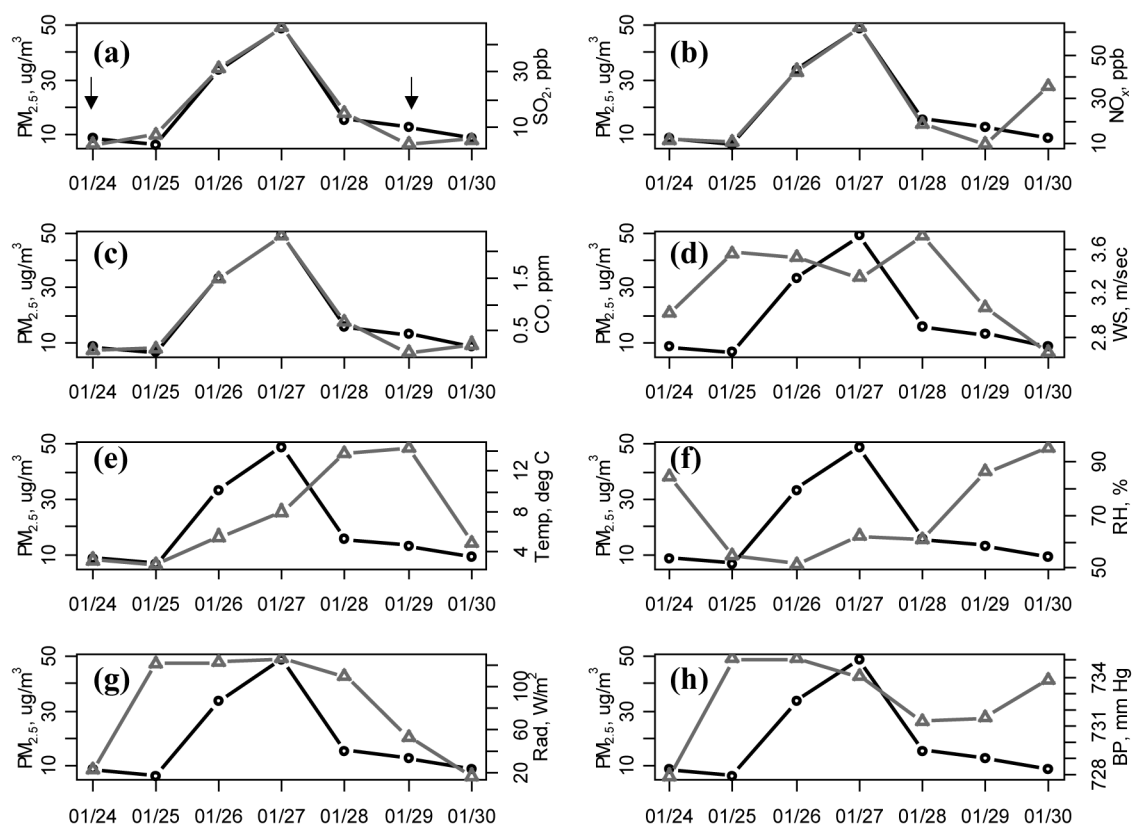 (a)
PM2.5, ug/m3
10 30 50
SO2, ppb
10 30
01/24 01/25 01/26 01/27 01/28 01/29 01/30
(b)
PM2.5, ug/m3
10 30 50
NOx, ppb
10 30 50
01/24 01/25 01/26 01/27 01/28 01/29 01/30
(c)
PM2.5, ug/m3
10 30 50
CO, ppm
0.5 1.5
01/24 01/25 01/26 01/27 01/28 01/29 01/30
(d)
PM2.5, ug/m3
10 30 50
WS, m/sec
2.8 3.2 3.6
01/24 01/25 01/26 01/27 01/28 01/29 01/30
(e)
PM2.5, ug/m3
10 30 50
Temp, deg C
4 8 12
01/24 01/25 01/26 01/27 01/28 01/29 01/30
(f)
PM2.5, ug/m3
10 30 50
RH, %
50 70 90
01/24 01/25 01/26 01/27 01/28 01/29 01/30
(g)
PM2.5, ug/m3
10 30 50
Rad, W/m2
20 60 100
01/24 01/25 01/26 01/27 01/28 01/29 01/30
(h)
PM2.5, ug/m3
10 30 50
BP, mm Hg
728 731 734
01/24 01/25 01/26 01/27 01/28 01/29 01/30